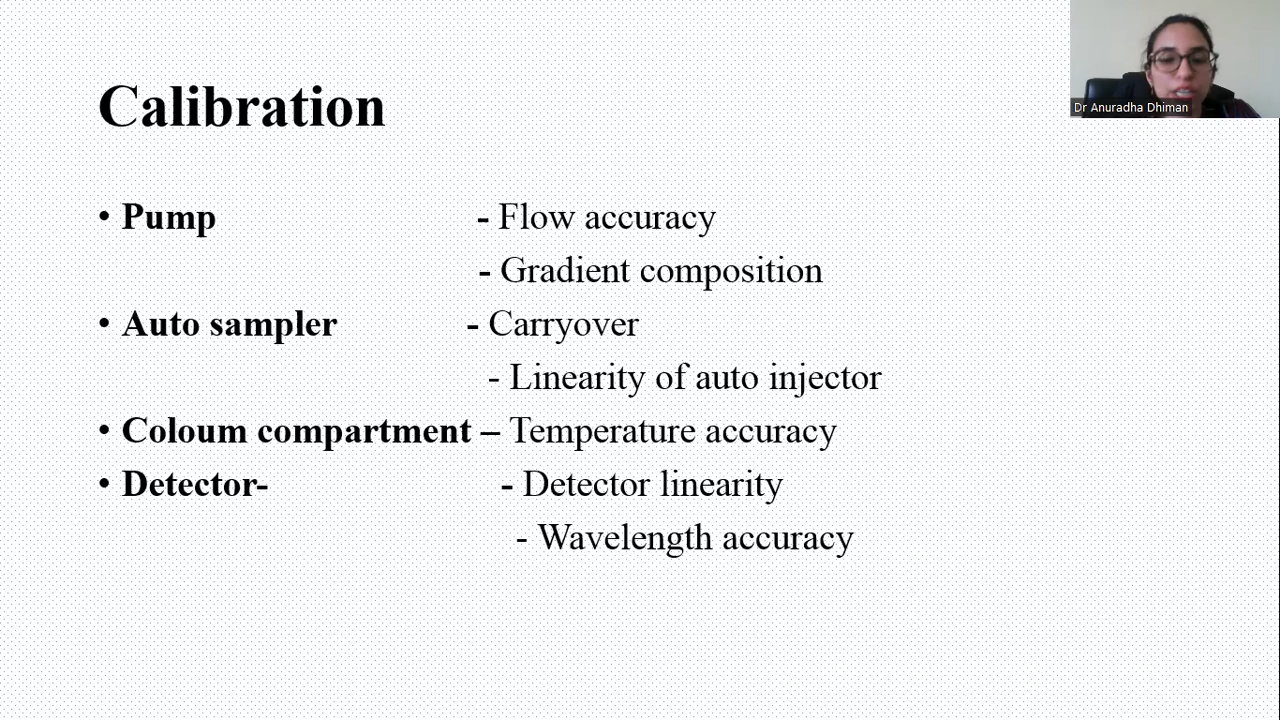 Calibration
Dr Anuradha Dhiman
• Pump - Flow accuracy
- Gradient composition
• Auto sampler - Carryover
- Linearity of auto injector
• Coloum compartment – Temperature accuracy
• Detector- - Detector linearity
- Wavelength accuracy